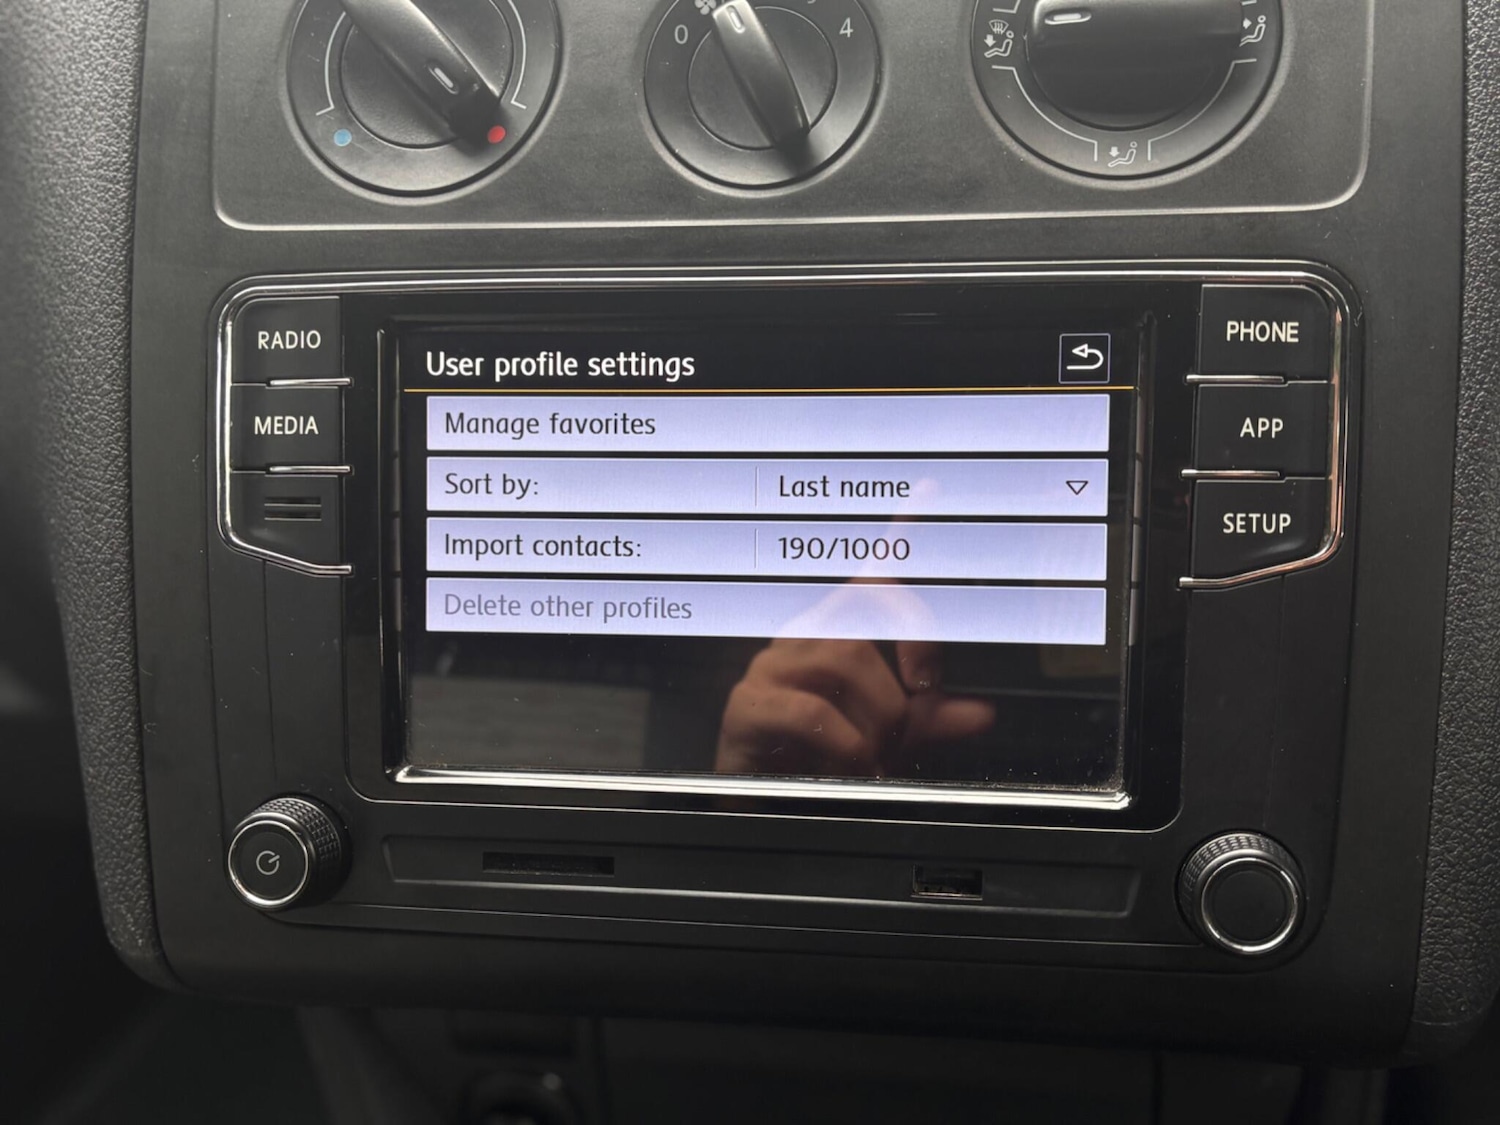 0 4
RADIO
MEDIA
User profile settings
Manage favorites
Sort by: Last name
Import contacts: 190/1000
Delete other profiles
PHONE
APP
SETUP